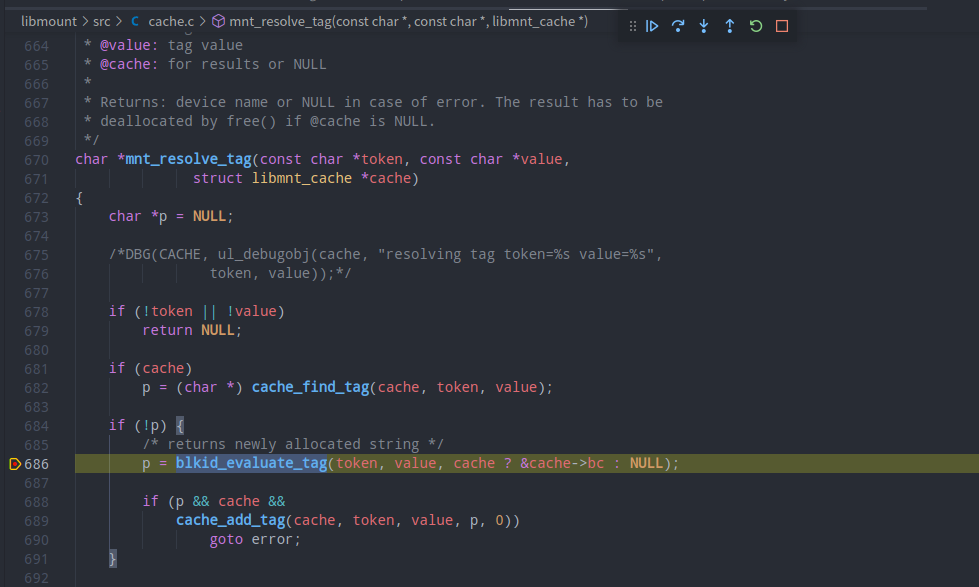 libmount > src > C cache.c > mnt_resolve_tag(const char *, const char *, libmnt_cache *)
664 * @value: tag value
665 * @cache: for results or NULL
666 *
667 * Returns: device name or NULL in case of error. The result has to be
668 * deallocated by free() if @cache is NULL.
669 */
670 char *mnt_resolve_tag(const char *token, const char *value,
671 struct libmnt_cache *cache)
672 {
673 char *p = NULL;
674
675 /*DBG(CACHE, ul_debugobj(cache, "resolving tag token=%s value=%s",
676 token, value));*/
677
678 if (!token || !value)
679 return NULL;
680
681 if (cache)
682 p = (char *) cache_find_tag(cache, token, value);
683
684 if (!p) {
685 /* returns newly allocated string */
686 p = blkid_evaluate_tag(token, value, cache ? &cache->bc : NULL);
687
688 if (p && cache &&
689 cache_add_tag(cache, token, value, p, 0))
690 goto error;
691 }
692